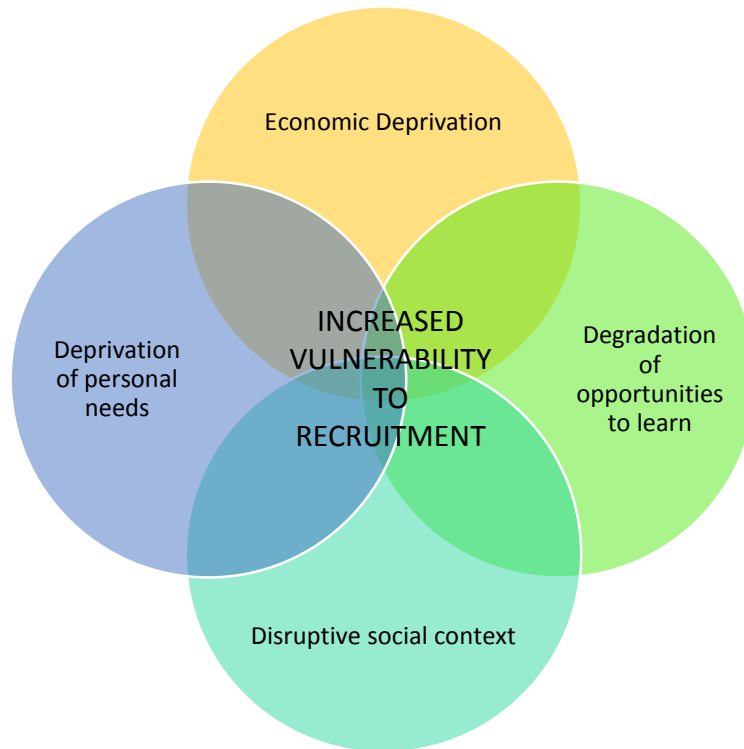 Economic Deprivation
Deprivation
of personal
needs
INCREASED
VULNERABILITY
TO
RECRUITMENT
Degradation
of
opportunities
to learn
Disruptive social context